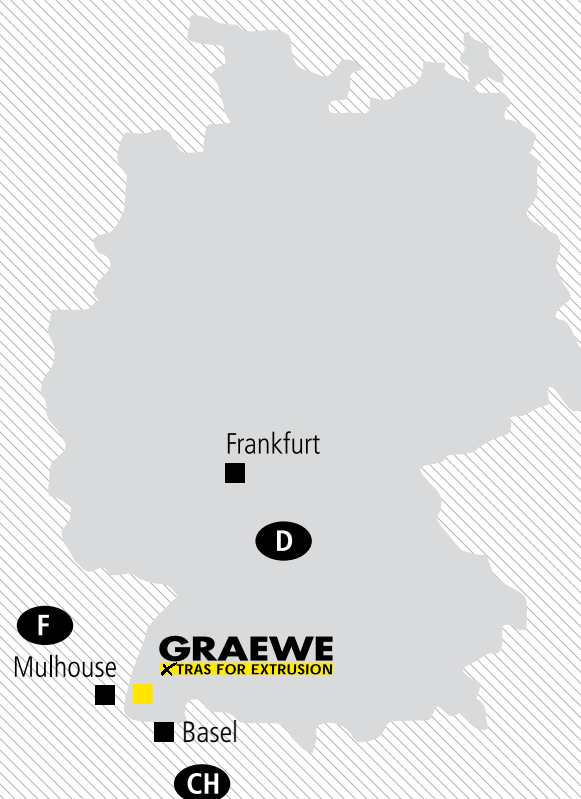 Frankfurt
D
F
GRAEWE
XTRAS FOR EXTRUSION
Mulhouse
Basel
CH